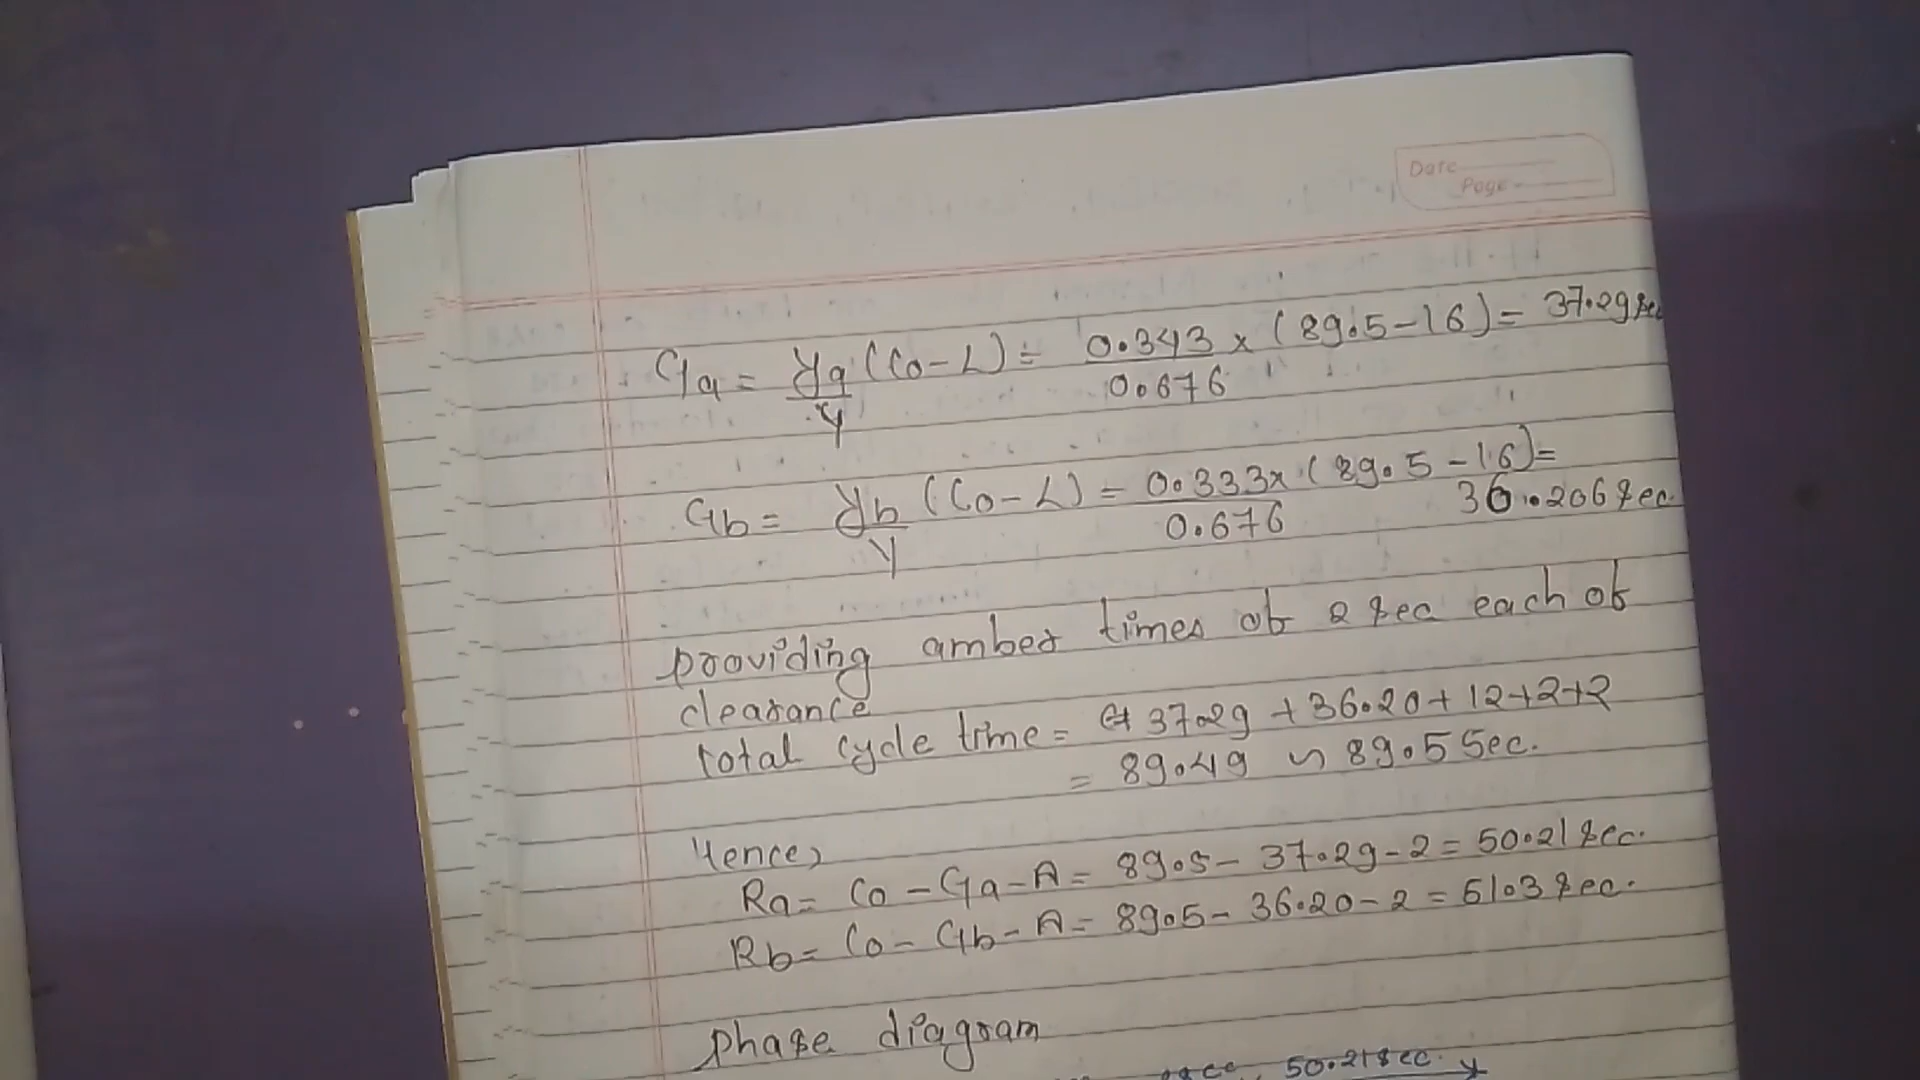 Date
Page
Ga = ya/Y (Co - L) = 0.343/0.676 x (89.5 - 16) = 37.29 sec
Gb = yb/Y (Co - L) = 0.333/0.676 x (89.5 - 16) =
36.206 sec.
providing amber times of 2 sec each of
clearance
total cycle time = 37.29 + 36.20 + 12 + 2 + 2
= 89.49 ∽ 89.5 Sec.
Hence,
Ra = Co - Ga - A = 89.5 - 37.29 - 2 = 50.21 sec.
Rb = Co - Gb - A = 89.5 - 36.20 - 2 = 51.3 sec.
phase diagram
50.21 sec.